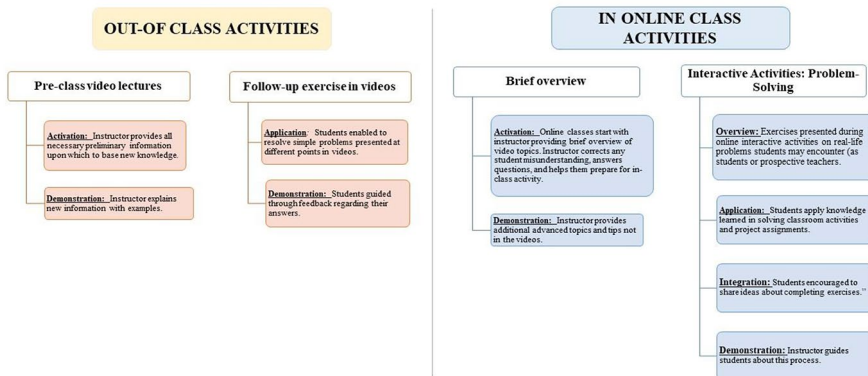 OUT-OF CLASS ACTIVITIES
Pre-class video lectures
Activation: Instructor provides all
necessary preliminary information
upon which to base new knowledge.
Demonstration: Instructor explains
new information with examples.
Follow-up exercise in videos
Application: Students enabled to
resolve simple problems presented at
different points in videos.
Demonstration: Students guided
through feedback regarding their
answers.
IN ONLINE CLASS
ACTIVITIES
Brief overview
Activation: Online classes start with
instructor providing brief overview of
video topics. Instructor corrects any
student misunderstanding, answers
questions, and helps them prepare for in-
class activity.
Demonstration: Instructor provides
additional advanced topics and tips not
in the videos.
Interactive Activities: Problem-
Solving
Overview: Exercises presented during
online interactive activities on real-life
problems students may encounter (as
students or prospective teachers.
Application: Students apply knowledge
learned in solving classroom activities
and project assignments.
Integration: Students encouraged to
share ideas about completing exercises."
Demonstration: Instructor guides
students about this process.